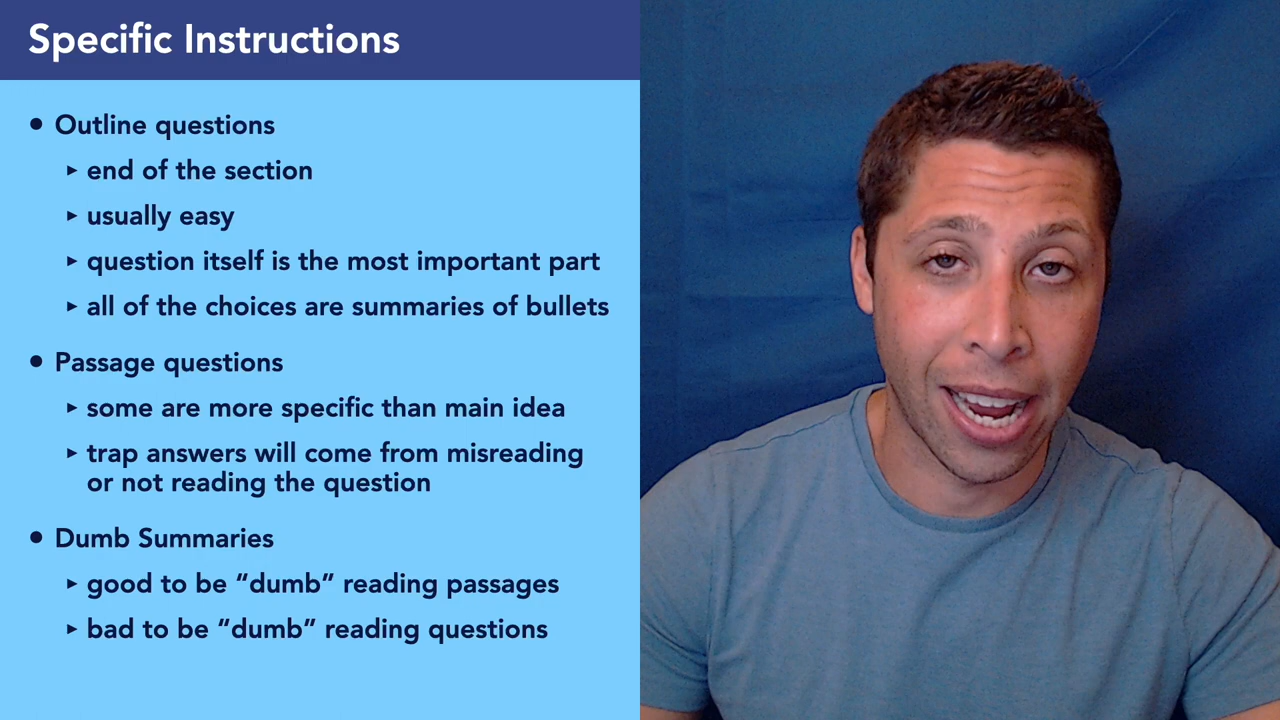 Specific Instructions
• Outline questions
▸ end of the section
▸ usually easy
▸ question itself is the most important part
▸ all of the choices are summaries of bullets
• Passage questions
▸ some are more specific than main idea
▸ trap answers will come from misreading
or not reading the question
• Dumb Summaries
▸ good to be “dumb” reading passages
▸ bad to be “dumb” reading questions